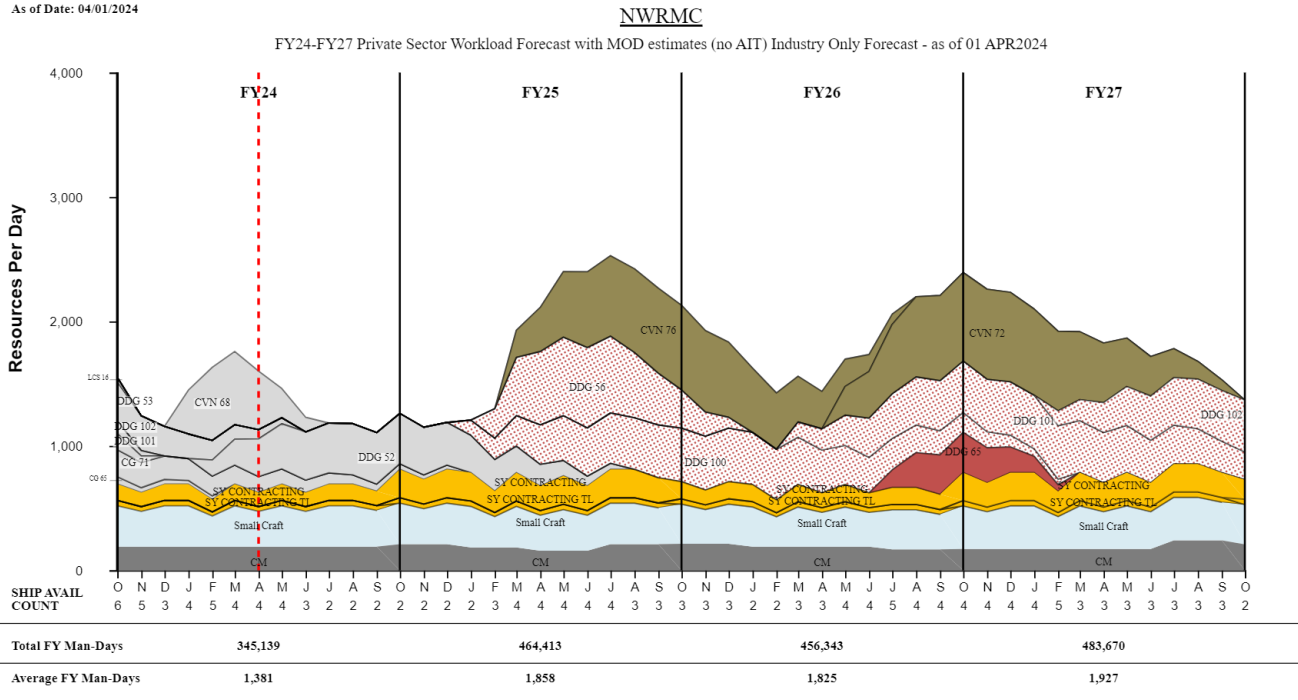 As of Date: 04/01/2024
NWRMC
FY24-FY27 Private Sector Workload Forecast with MOD estimates (no AIT) Industry Only Forecast - as of 01 APR2024
Resources Per Day
4,000
3,000
2,000
1,000
0
FY24
FY25
FY26
FY27
LCS 16
DDG 53
DDG 102
DDG 101
CG 71
CG 65
CVN 68
DDG 52
SY CONTRACTING
SY CONTRACTING TL
Small Craft
CM
CVN 76
DDG 56
DDG 100
SY CONTRACTING
SY CONTRACTING TL
Small Craft
CM
CVN 72
DDG 65
SY CONTRACTING
SY CONTRACTING TL
Small Craft
CM
DDG 101
DDG 102
SY CONTRACTING
SY CONTRACTING TL
Small Craft
CM
O N D J F M A M J J A S O N D J F M A M J J A S O N D J F M A M J J A S O N D J F M A M J J A S O
SHIP AVAIL COUNT
6 5 3 4 5 4 4 4 3 2 2 2 2 2 2 2 3 4 4 4 4 4 3 3 3 3 3 2 2 3 3 4 4 5 4 4 4 4 4 4 5 3 3 3 3 3 3 3 2
Total FY Man-Days 345,139 464,413 456,343 483,670
Average FY Man-Days 1,381 1,858 1,825 1,927